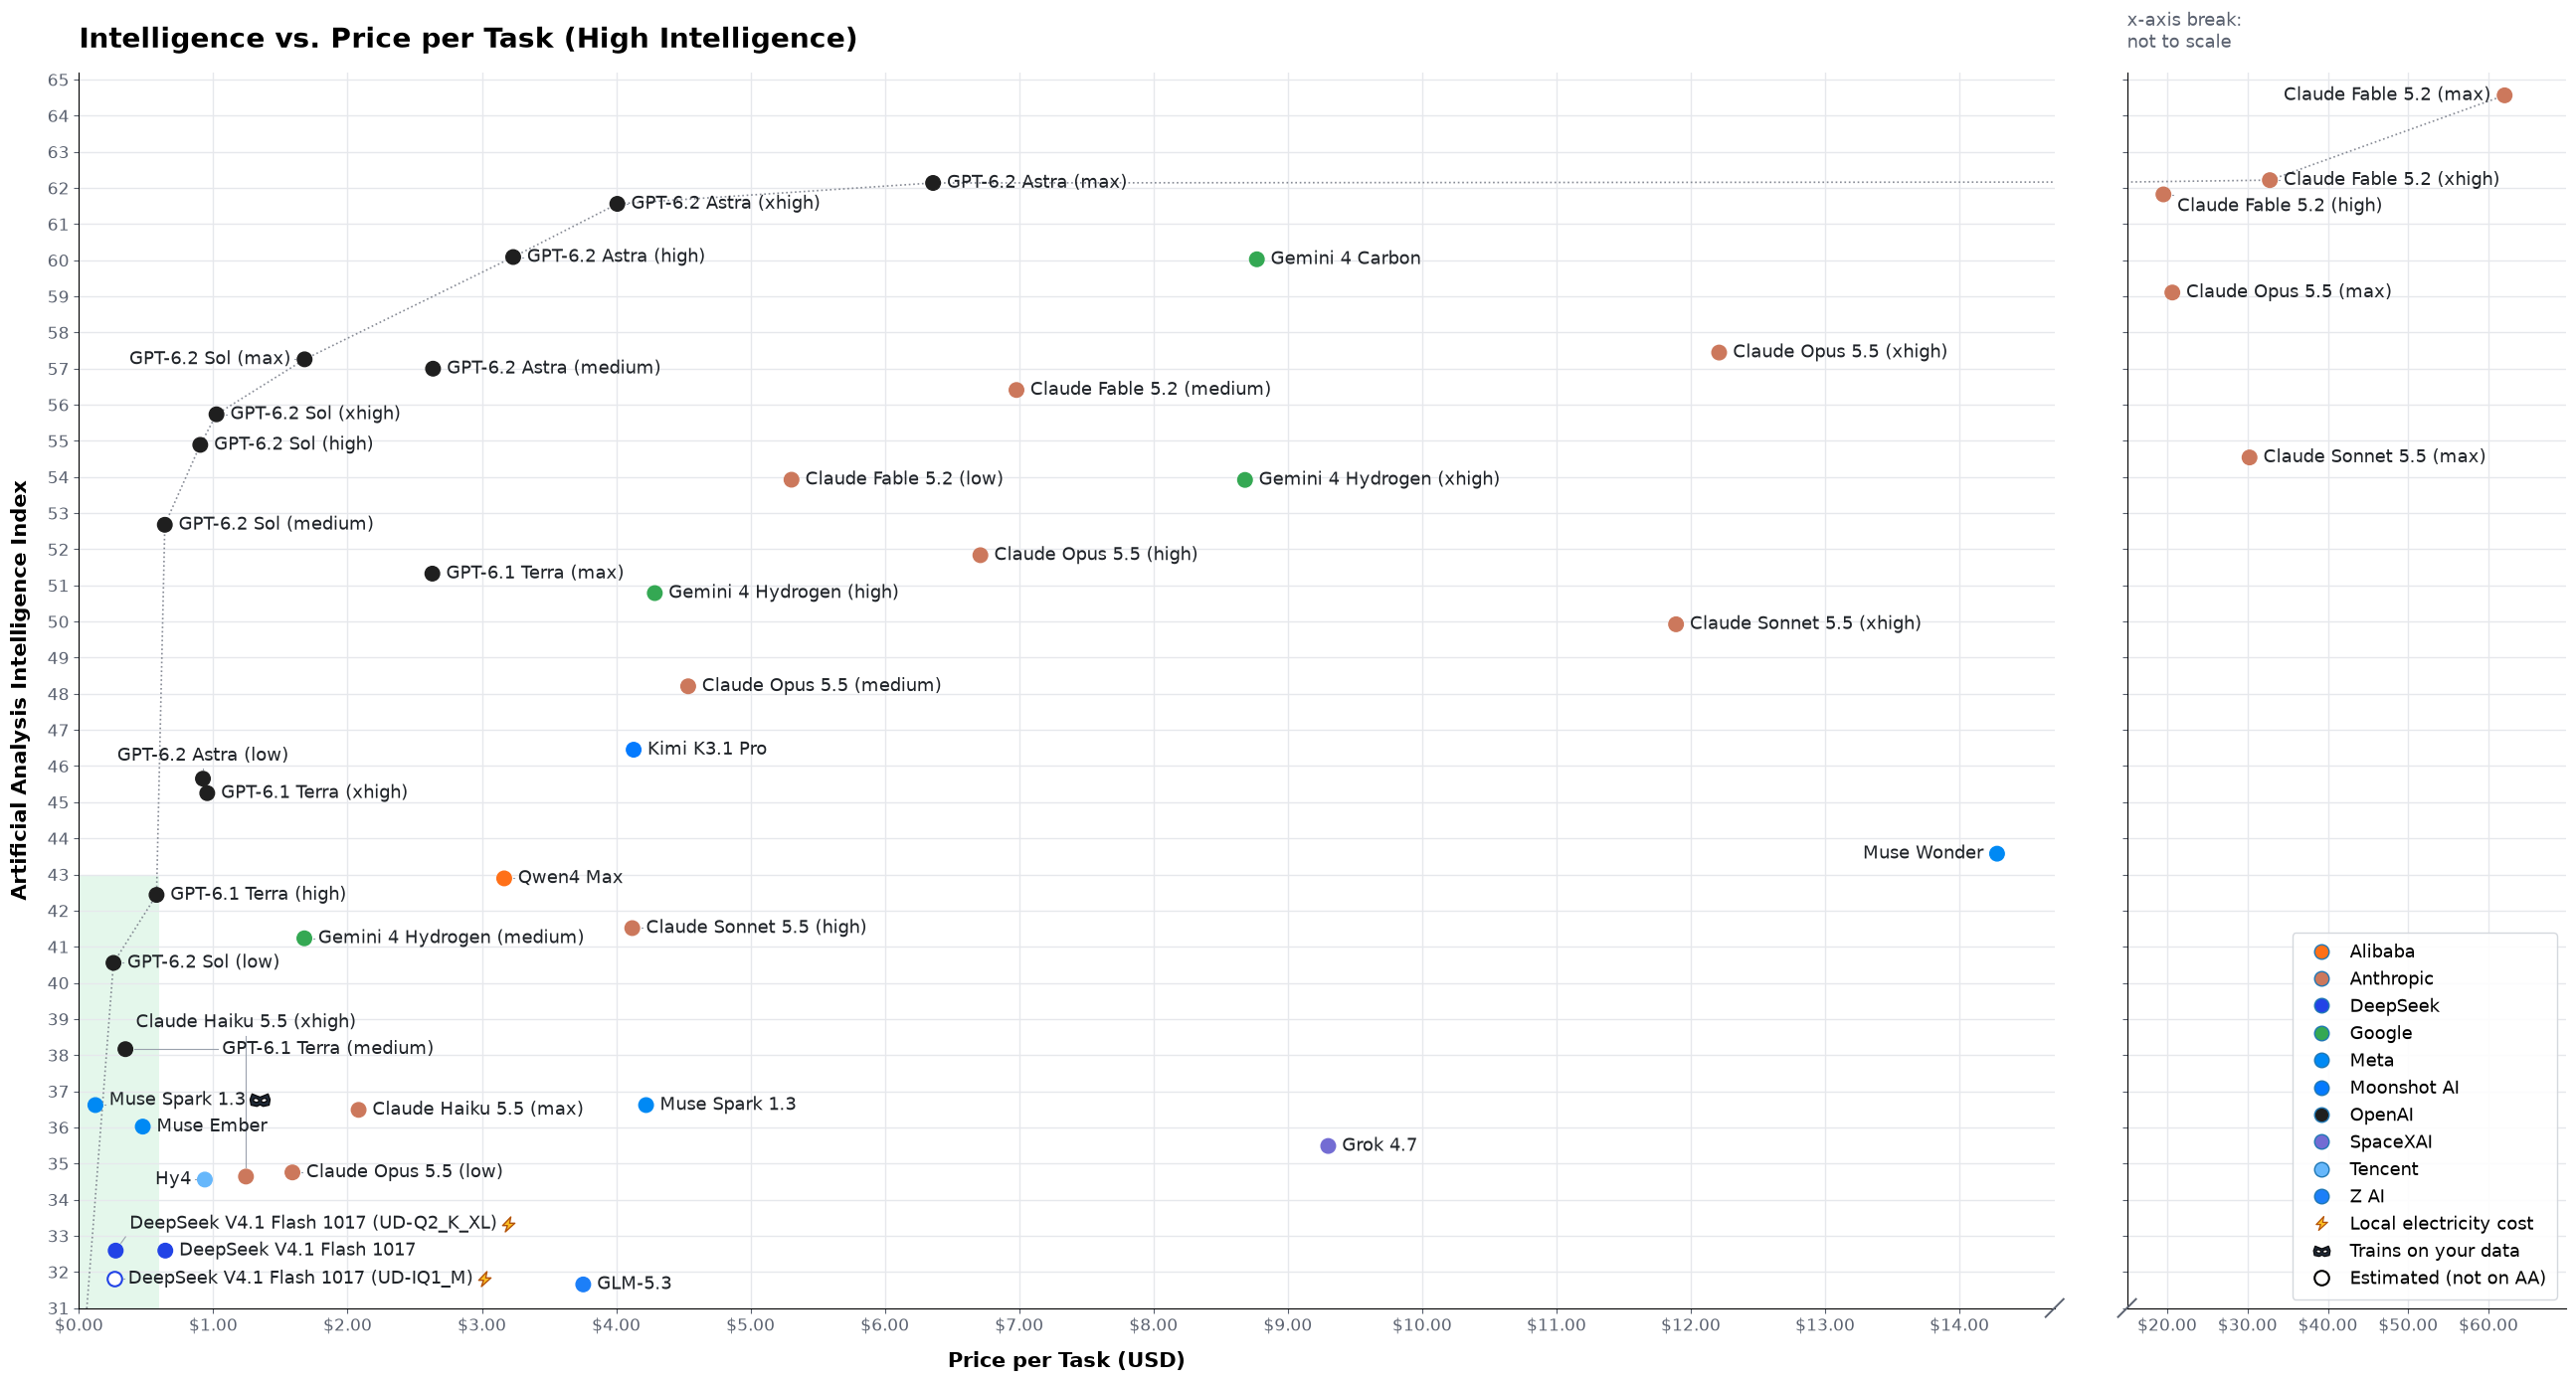 Intelligence vs. Price per Task (High Intelligence)
x-axis break:
not to scale
Artificial Analysis Intelligence Index
65
64
63
62
61
60
59
58
57
56
55
54
53
52
51
50
49
48
47
46
45
44
43
42
41
40
39
38
37
36
35
34
33
32
31
Claude Fable 5.2 (max)
GPT-6.2 Astra (max)
Claude Fable 5.2 (xhigh)
GPT-6.2 Astra (xhigh)
Claude Fable 5.2 (high)
GPT-6.2 Astra (high)
Gemini 4 Carbon
Claude Opus 5.5 (max)
GPT-6.2 Sol (max)
GPT-6.2 Astra (medium)
Claude Opus 5.5 (xhigh)
Claude Fable 5.2 (medium)
GPT-6.2 Sol (xhigh)
GPT-6.2 Sol (high)
Claude Sonnet 5.5 (max)
Claude Fable 5.2 (low)
Gemini 4 Hydrogen (xhigh)
GPT-6.2 Sol (medium)
Claude Opus 5.5 (high)
GPT-6.1 Terra (max)
Gemini 4 Hydrogen (high)
Claude Sonnet 5.5 (xhigh)
Claude Opus 5.5 (medium)
GPT-6.2 Astra (low)
Kimi K3.1 Pro
GPT-6.1 Terra (xhigh)
Muse Wonder
Qwen4 Max
GPT-6.1 Terra (high)
Claude Sonnet 5.5 (high)
Gemini 4 Hydrogen (medium)
GPT-6.2 Sol (low)
Claude Haiku 5.5 (xhigh)
GPT-6.1 Terra (medium)
Muse Spark 1.3
Claude Haiku 5.5 (max)
Muse Spark 1.3
Muse Ember
Grok 4.7
Claude Opus 5.5 (low)
Hy4
DeepSeek V4.1 Flash 1017 (UD-Q2_K_XL)
DeepSeek V4.1 Flash 1017
DeepSeek V4.1 Flash 1017 (UD-IQ1_M)
GLM-5.3
Alibaba
Anthropic
DeepSeek
Google
Meta
Moonshot AI
OpenAI
SpaceXAI
Tencent
Z AI
Local electricity cost
Trains on your data
Estimated (not on AA)
$0.00 $1.00 $2.00 $3.00 $4.00 $5.00 $6.00 $7.00 $8.00 $9.00 $10.00 $11.00 $12.00 $13.00 $14.00
$20.00 $30.00 $40.00 $50.00 $60.00
Price per Task (USD)